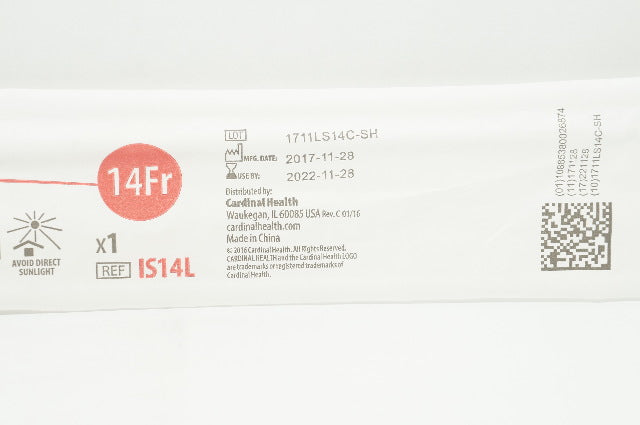 14Fr
AVOID DIRECT
SUNLIGHT
x1
REF IS14L
LOT 1711LS14C-SH
MFG. DATE: 2017-11-28
USE BY: 2022-11-28
Distributed by:
Cardinal Health
Waukegan, IL 60085 USA Rev. C 01/16
cardinalhealth.com
Made in China
© 2016 Cardinal Health. All Rights Reserved.
CARDINAL HEALTH and the Cardinal Health LOGO
are trademarks or registered trademarks of
Cardinal Health.
(01)10885380026874
(11)171128
(17)221128
(10)1711LS14C-SH